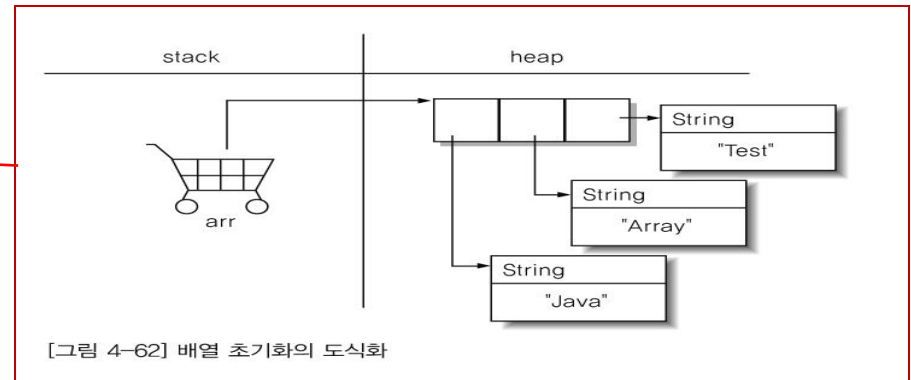 stack
heap
String
"Test"
String
"Array"
arr
String
"Java"
[그림 4-62] 배열 초기화의 도식화